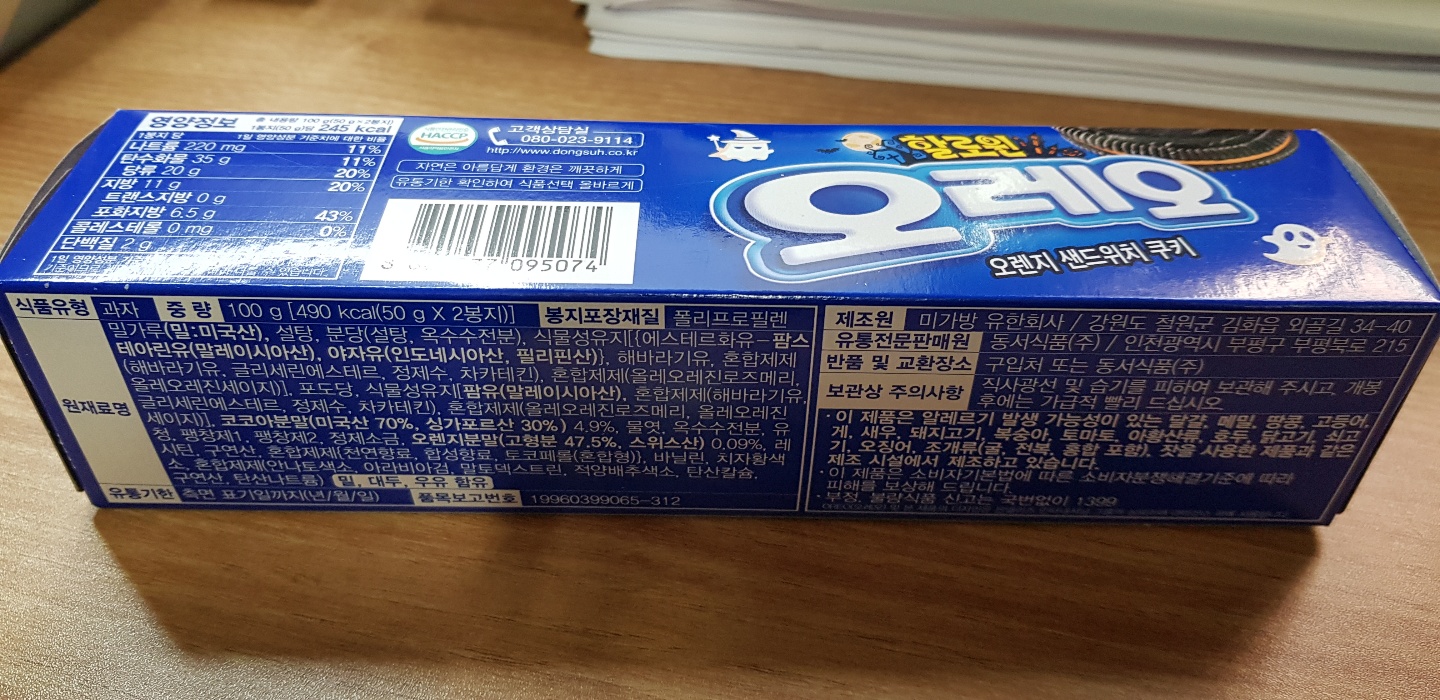 영양정보 총 내용량 100 g(50 g×2봉지)
1봉지(50 g)당 245 kcal
1봉지 당 1일 영양성분 기준치에 대한 비율
나트륨 220 mg 11%
탄수화물 35 g 11%
당류 20 g 20%
지방 11 g 20%
트랜스지방 0 g
포화지방 6.5 g 43%
콜레스테롤 0 mg 0%
단백질 2 g
1일 영양성분
HACCP
고객상담실
080-023-9114
http://www.dongsuh.co.kr
자연은 아름답게 환경은 깨끗하게
유통기한 확인하여 식품선택 올바르게
095074
할로윈
오레오
오렌지 샌드위치 쿠키
식품유형 과자 중 량 100 g [490 kcal(50 g X 2봉지)] 봉지포장재질 폴리프로필렌
원재료명
밀가루(밀:미국산), 설탕, 분당(설탕, 옥수수전분), 식물성유지[{에스테르화유-팜스
테아린유(말레이시아산), 야자유(인도네시아산, 필리핀산)}, 해바라기유, 혼합제제
(해바라기유, 글리세린에스테르, 정제수, 차카테킨), 혼합제제(올레오레진로즈메리,
올레오레진세이지)], 포도당, 식물성유지[팜유(말레이시아산), 혼합제제(해바라기유,
글리세린에스테르, 정제수, 차카테킨), 혼합제제(올레오레진로즈메리, 올레오레진
세이지)], 코코아분말(미국산 70%, 싱가포르산 30%) 4.9%, 물엿, 옥수수전분, 유
청, 팽창제1, 팽창제2, 정제소금, 오렌지분말(고형분 47.5%, 스위스산) 0.09%, 레
시틴, 구연산, 혼합제제{천연향료, 합성향료, 토코페롤(혼합형)}, 바닐린, 치자황색
소, 혼합제제(안나토색소, 아라비아검, 말토덱스트린, 적양배추색소, 탄산칼슘,
구연산, 탄산나트륨) 밀, 대두, 우유 함유
유통기한 측면 표기일까지(년/월/일) 품목보고번호 19960399065-312
제조원 미가방 유한회사 / 강원도 철원군 김화읍 외골길 34-40
유통전문판매원 동서식품(주) / 인천광역시 부평구 부평북로 215
반품 및 교환장소 구입처 또는 동서식품(주)
보관상 주의사항 직사광선 및 습기를 피하여 보관해 주시고, 개봉
후에는 가급적 빨리 드십시오
· 이 제품은 알레르기 발생 가능성이 있는 달걀, 메밀, 땅콩, 고등어,
게, 새우, 돼지고기, 복숭아, 토마토, 아황산류, 호두, 닭고기, 쇠고
기, 오징어, 조개류(굴, 전복, 홍합 포함), 잣을 사용한 제품과 같은
제조 시설에서 제조하고 있습니다.
· 이 제품은 소비자기본법에 따른 소비자분쟁해결기준에 따라
피해를 보상해 드립니다.
· 부정, 불량식품 신고는 국번없이 1399